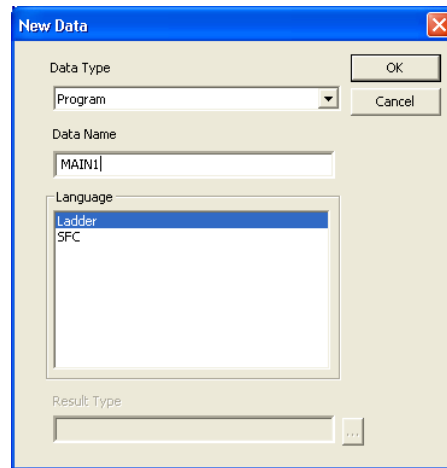 New Data
Data Type
OK
Program
Cancel
Data Name
MAIN1
Language
Ladder
SFC
Result Type
...